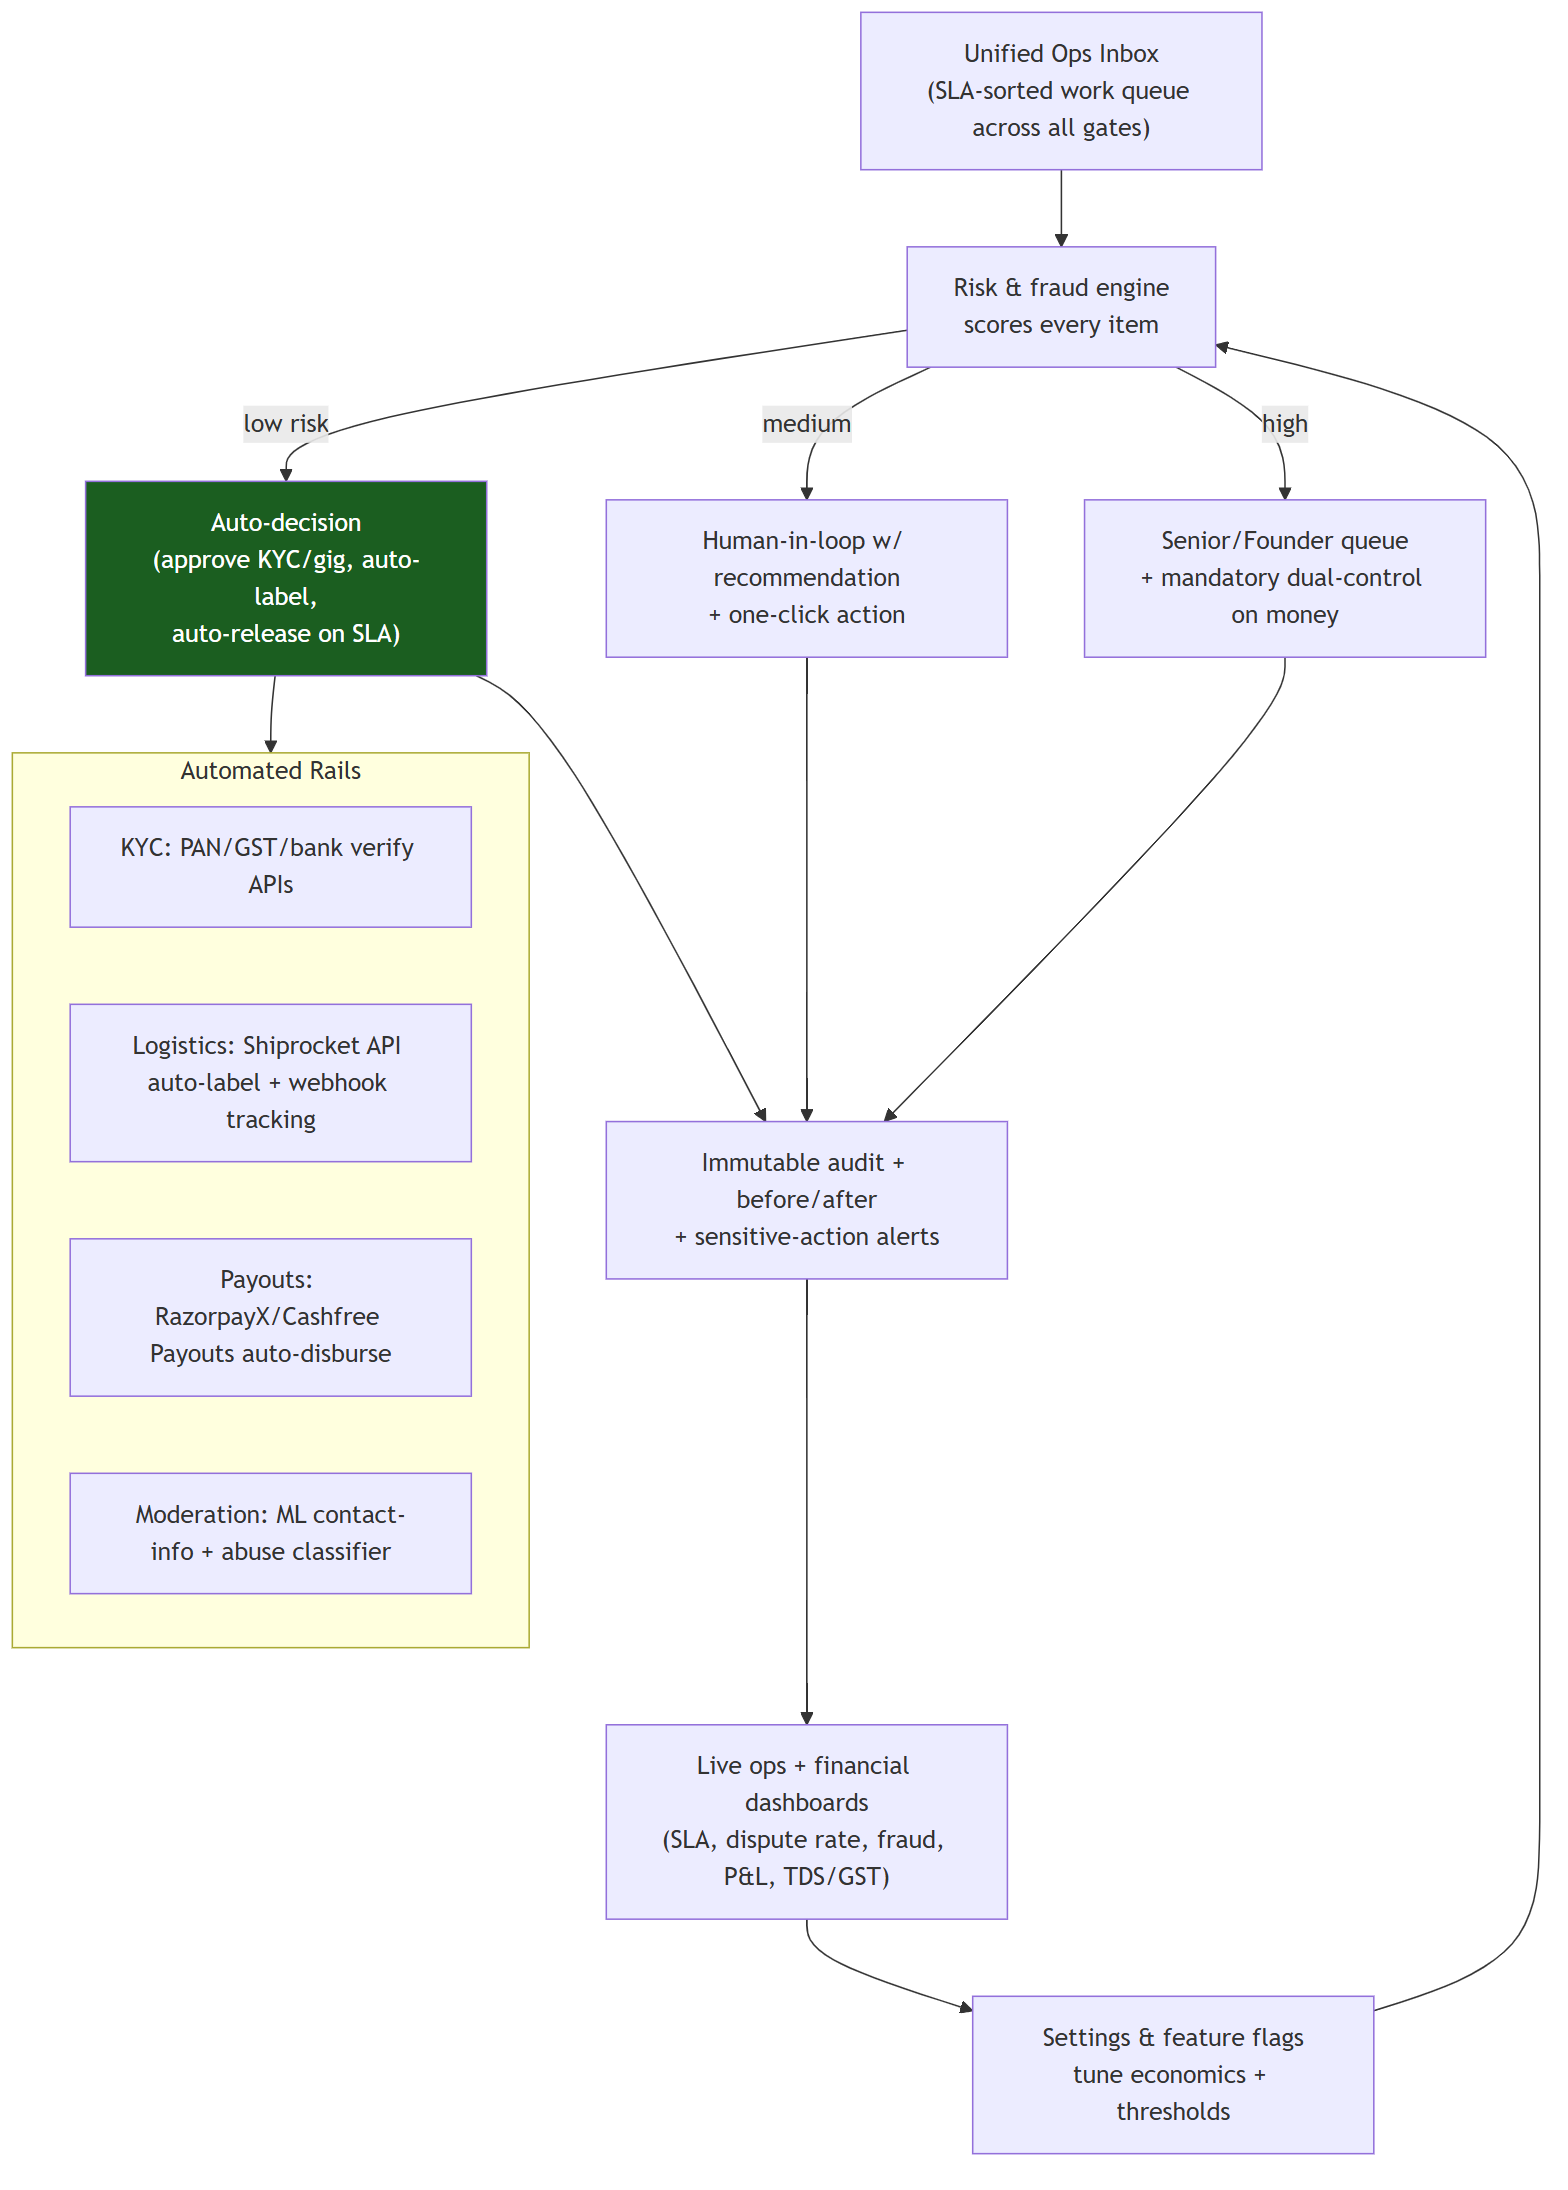 Unified Ops Inbox
(SLA-sorted work queue
across all gates)
Risk & fraud engine
scores every item
low risk
medium
high
Auto-decision
(approve KYC/gig, auto-
label,
auto-release on SLA)
Human-in-loop w/
recommendation
+ one-click action
Senior/Founder queue
+ mandatory dual-control
on money
Automated Rails
KYC: PAN/GST/bank verify
APIs
Logistics: Shiprocket API
auto-label + webhook
tracking
Payouts:
RazorpayX/Cashfree
Payouts auto-disburse
Moderation: ML contact-
info + abuse classifier
Immutable audit +
before/after
+ sensitive-action alerts
Live ops + financial
dashboards
(SLA, dispute rate, fraud,
P&L, TDS/GST)
Settings & feature flags
tune economics +
thresholds